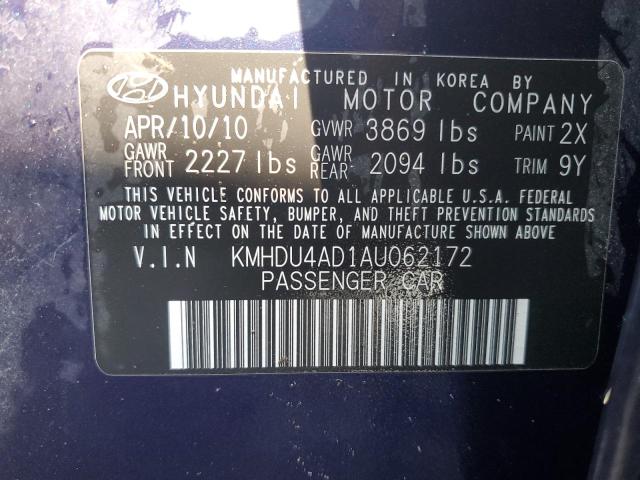 MANUFACTURED IN KOREA BY
HYUNDAI MOTOR COMPANY
APR/10/10 GVWR 3869 lbs PAINT 2X
GAWR FRONT 2227 lbs GAWR REAR 2094 lbs TRIM 9Y
THIS VEHICLE CONFORMS TO ALL APPLICABLE U.S.A. FEDERAL
MOTOR VEHICLE SAFETY, BUMPER, AND THEFT PREVENTION
STANDARDS IN EFFECT ON THE DATE OF MANUFACTURE SHOWN ABOVE.
V.I.N KMHDU4AD1AU062172
PASSENGER CAR